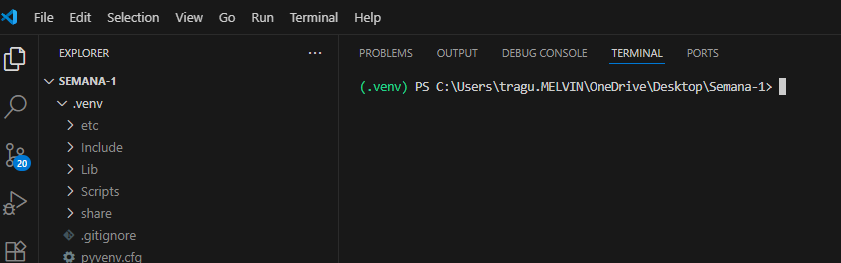 File Edit Selection View Go Run Terminal Help
EXPLORER ...
PROBLEMS OUTPUT DEBUG CONSOLE TERMINAL PORTS
SEMANA-1
(.venv) PS C:\Users\tragu.MELVIN\OneDrive\Desktop\Semana-1>
.venv
etc
Include
Lib
20
Scripts
share
.gitignore
pyvenv.cfg